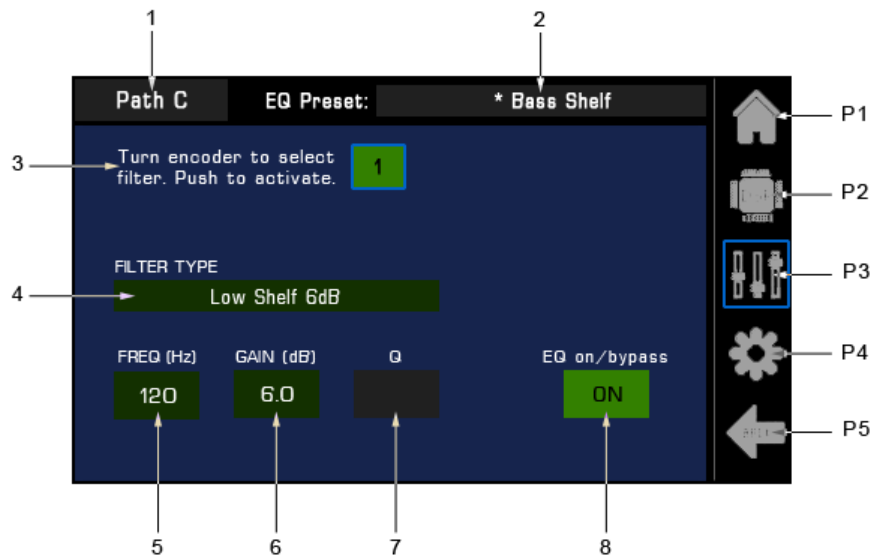 1
2
Path C
EQ Preset:
* Bass Shelf
P1
3
Turn encoder to select
filter. Push to activate.
1
P2
P3
FILTER TYPE
4
Low Shelf 6dB
FREQ (Hz)
GAIN (dB)
Q
EQ on/bypass
P4
120
6.0
ON
P5
5
6
7
8